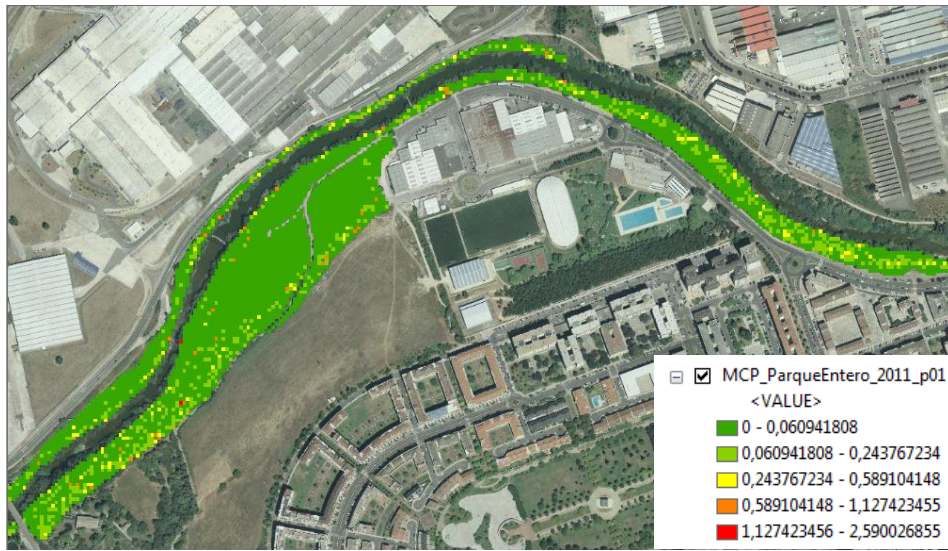 MCP_ParqueEntero_2011_p01
<VALUE>
0 - 0,060941808
0,060941808 - 0,243767234
0,243767234 - 0,589104148
0,589104148 - 1,127423455
1,127423456 - 2,590026855